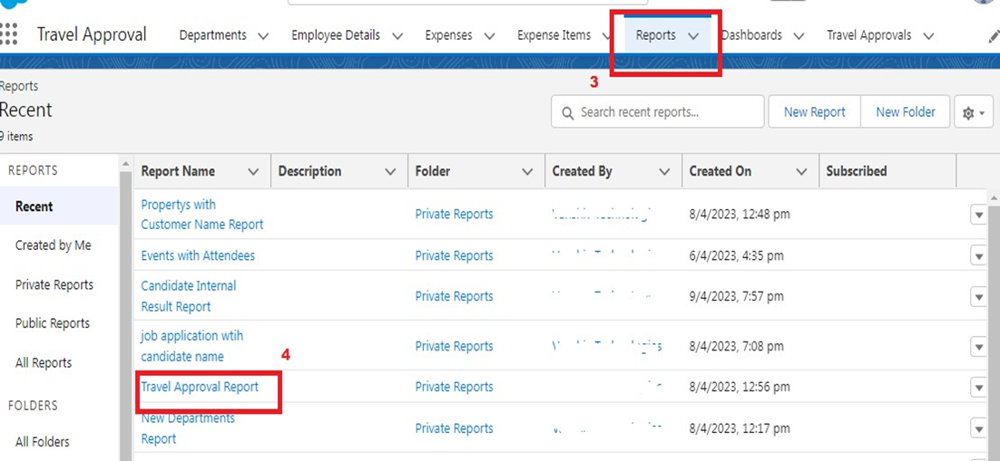 Travel Approval Departments Employee Details Expenses Expense Items Reports Dashboards Travel Approvals
3
Reports
Recent
9 items
Search recent reports... New Report New Folder
REPORTS
Recent
Created by Me
Private Reports
Public Reports
All Reports
FOLDERS
All Folders
Report Name Description Folder Created By Created On Subscribed
Propertys with
Customer Name Report Private Reports 8/4/2023, 12:48 pm
Events with Attendees Private Reports 6/4/2023, 4:35 pm
Candidate Internal
Result Report Private Reports 9/4/2023, 7:57 pm
job application wtih
candidate name Private Reports 8/4/2023, 7:08 pm
4
Travel Approval Report Private Reports 8/4/2023, 12:56 pm
New Departments
Report Private Reports 8/4/2023, 12:17 pm